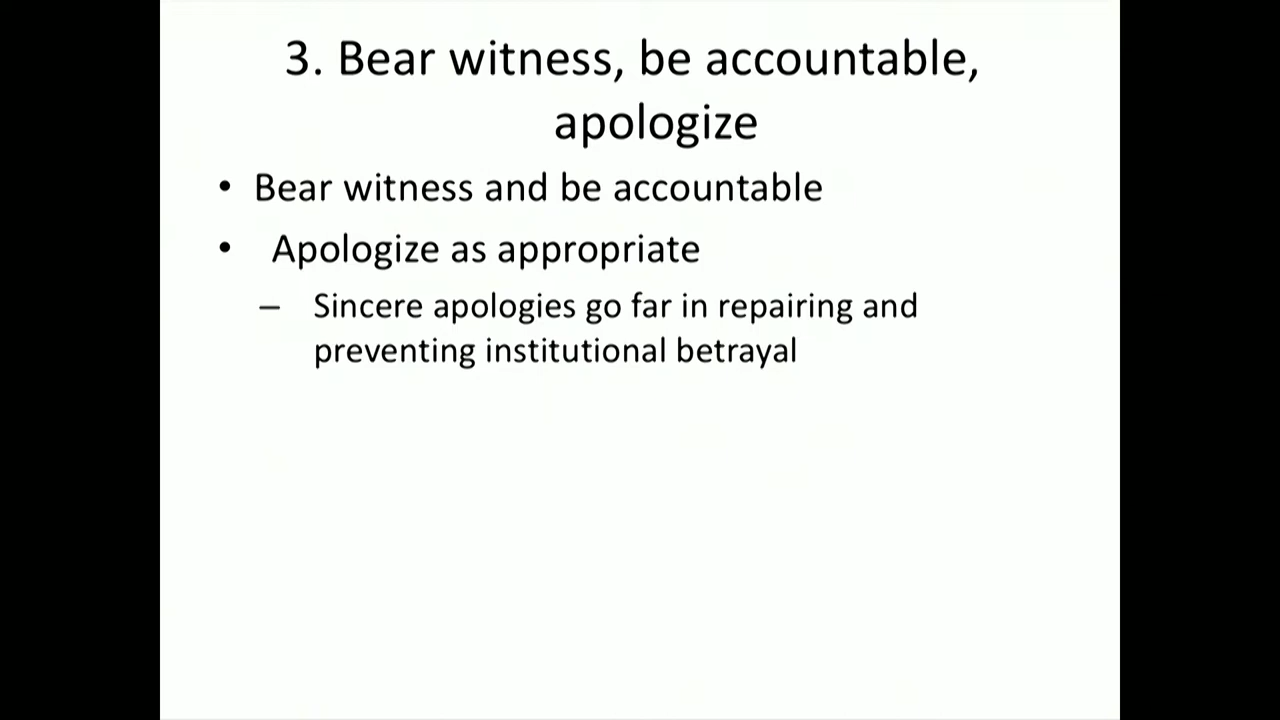 3. Bear witness, be accountable,
apologize
• Bear witness and be accountable
• Apologize as appropriate
– Sincere apologies go far in repairing and
preventing institutional betrayal